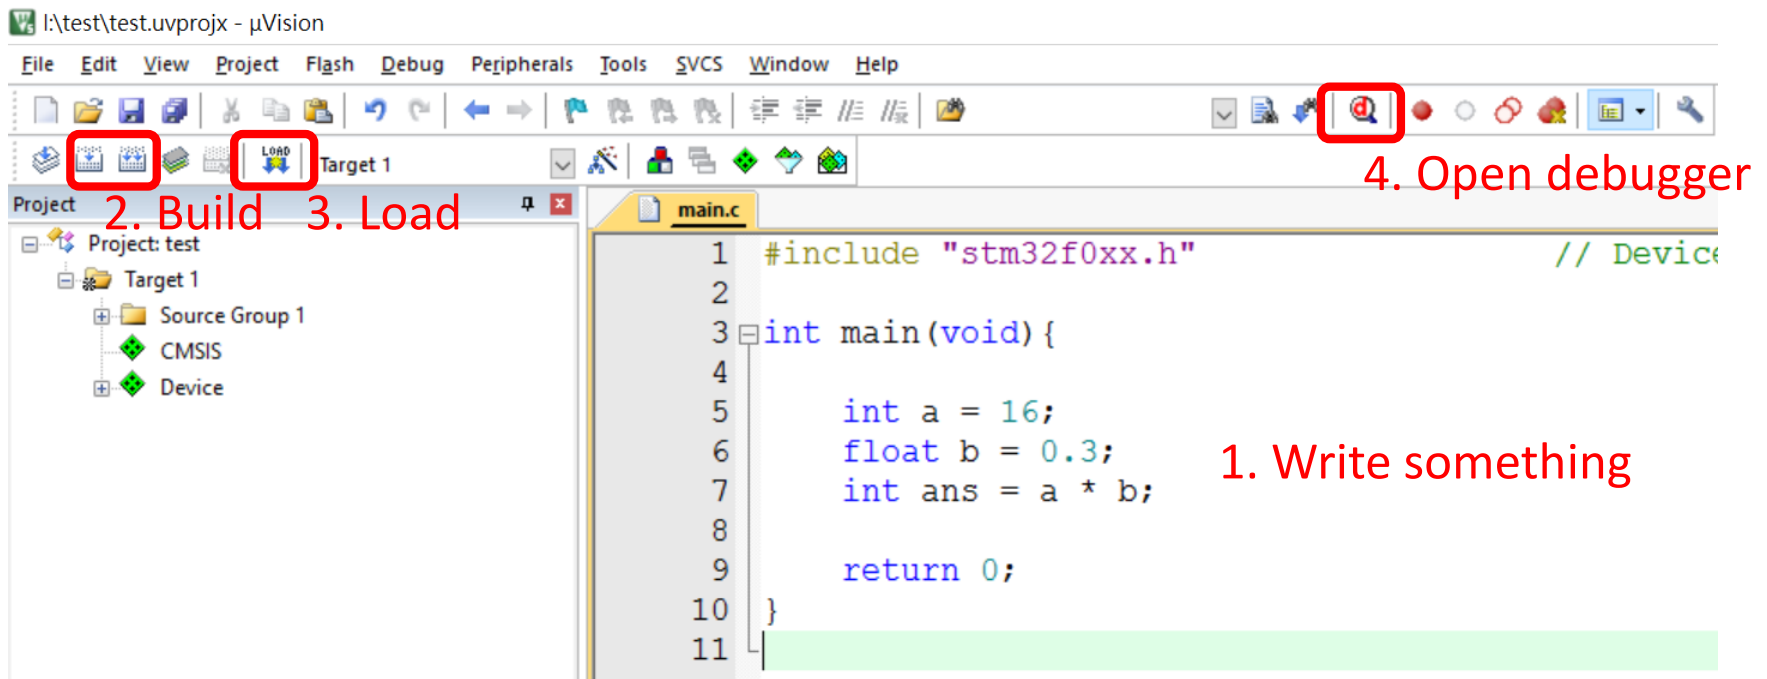 I:\test\test.uvprojx - µVision
File Edit View Project Flash Debug Peripherals Tools SVCS Window Help
LOAD
Target 1
4. Open debugger
Project
2. Build
3. Load
main.c
Project: test
Target 1
Source Group 1
CMSIS
Device
1 #include "stm32f0xx.h" // Device
2
3 int main(void){
4
5 int a = 16;
6 float b = 0.3;
7 int ans = a * b;
8
9 return 0;
10 }
11
1. Write something